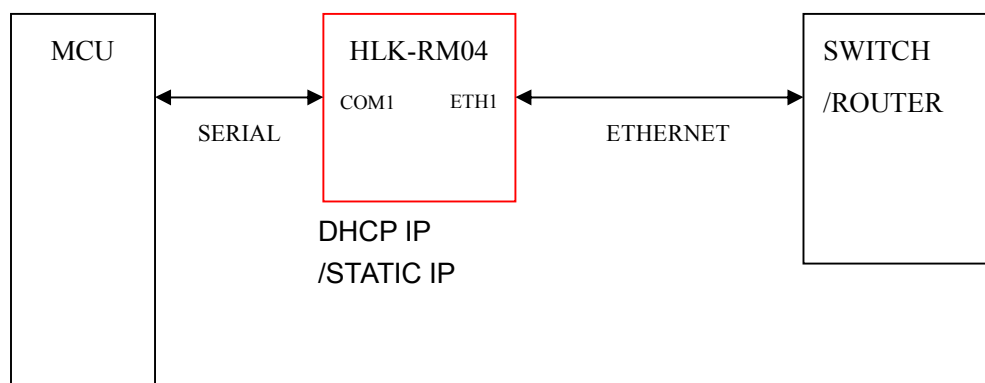 MCU
HLK-RM04
SWITCH
/ROUTER
COM1
ETH1
SERIAL
ETHERNET
DHCP IP
/STATIC IP